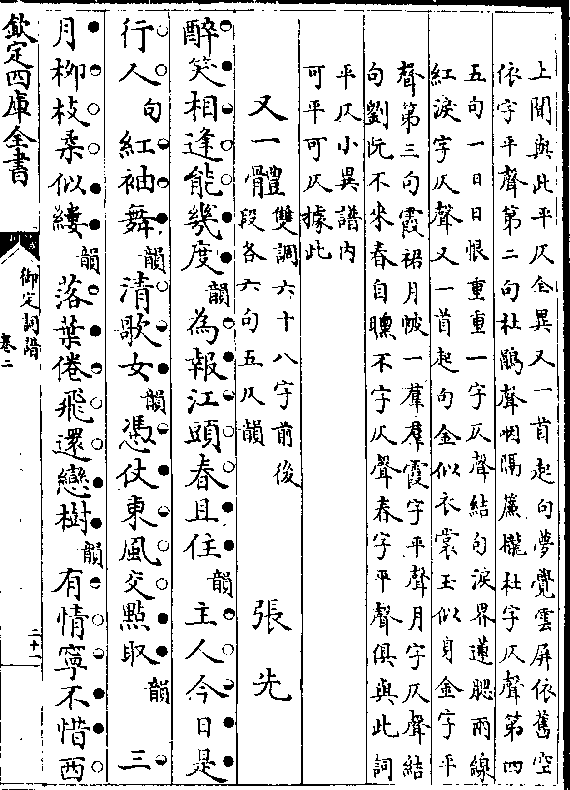 上聞與此平仄全異又一首起句夢覺雲屏依舊空
依字平聲第二句杜鵑聲咽隔簾櫳杜字仄聲第四
五句一日日恨重重一字仄聲結句淚界蓮腮兩線
紅淚字仄聲又一首起句金似衣裳玉似身金字平
聲第三句霞裙月帔一羣羣霞字平聲月字仄聲結
句劉阮不来春自曛不字仄聲春字平聲俱與此詞
平仄小異譜内
可平可仄據此
又一體 雙調六十八字前後
段各六句五仄韻 張先
醉笑相逢能幾度韻為報江頭春且住韻主人今日是
行人句紅袖舞韻清歌女韻憑仗東風交點取韻 三
月栁枝柔似縷韻落葉倦飛還戀樹韻有情寧不惜西
欽定四庫全書
御定詞譜
卷二
二十一